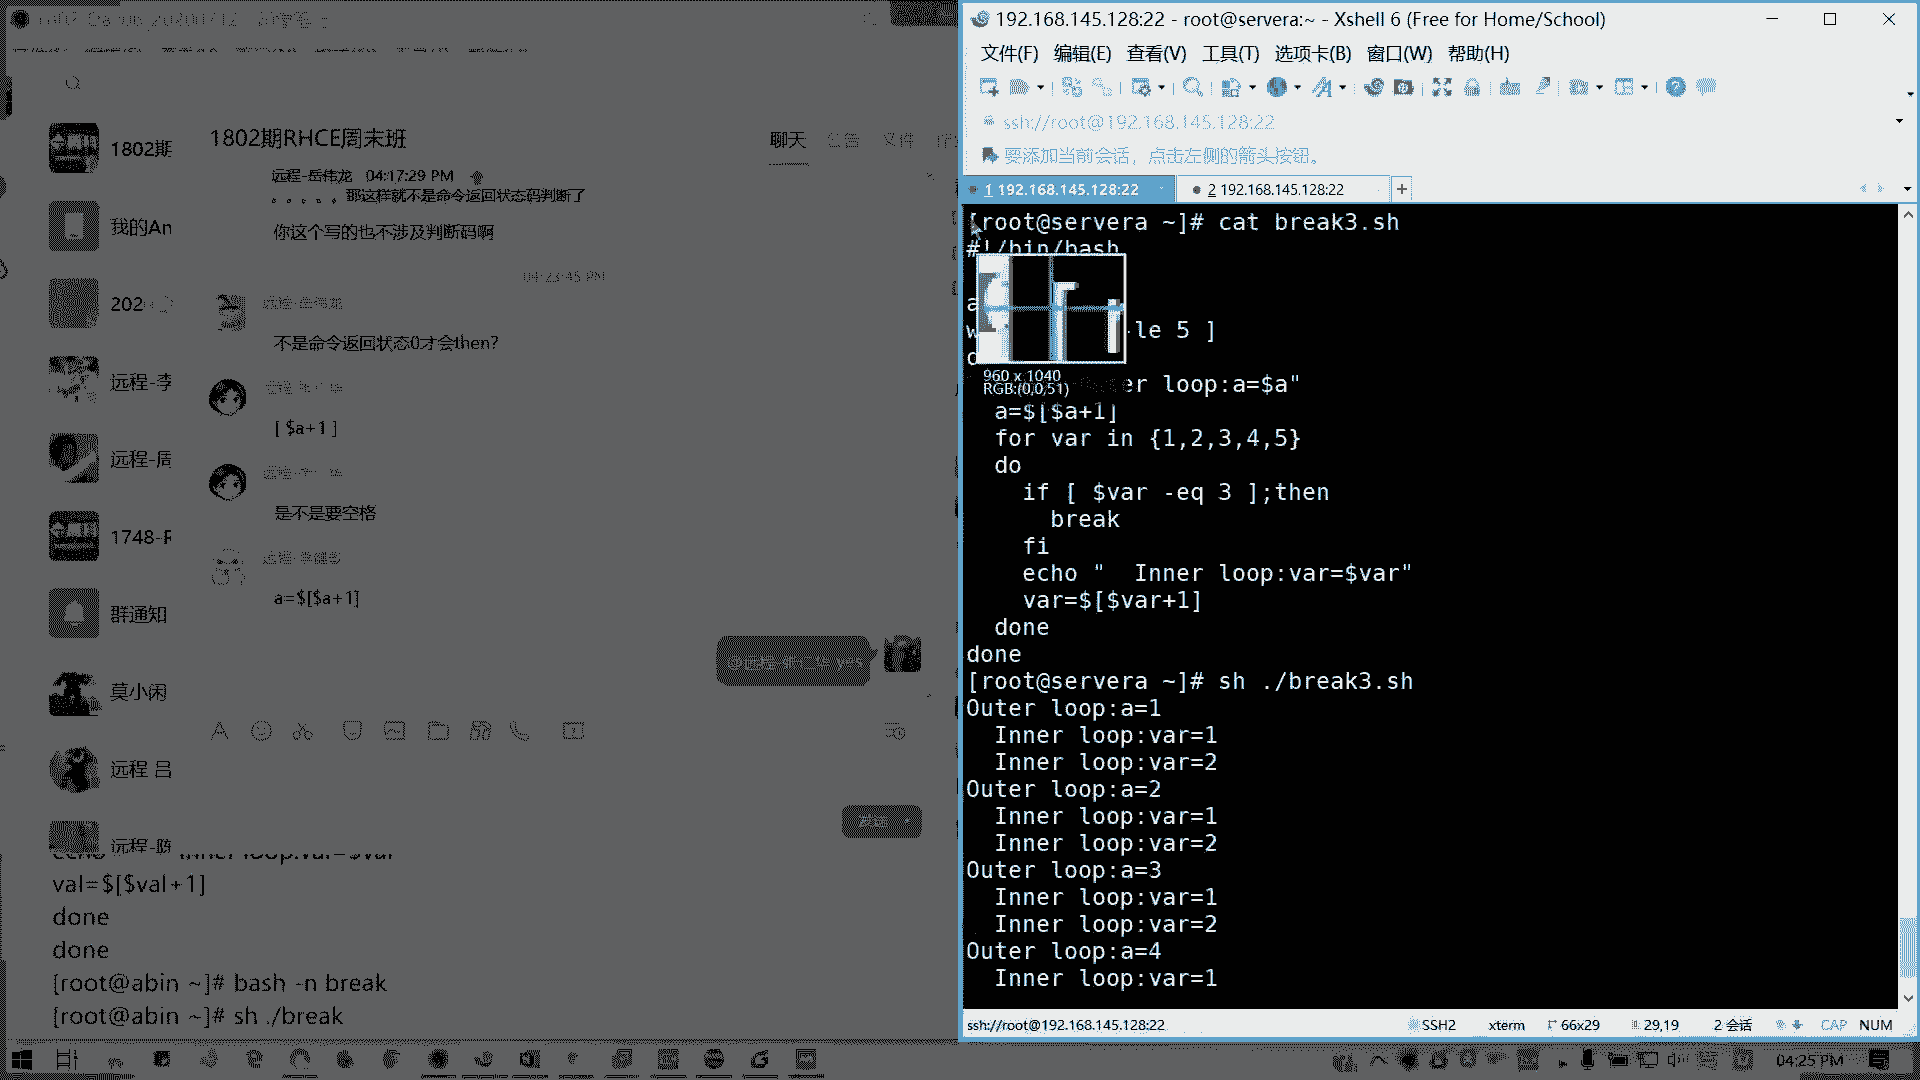 192.168.145.128:22 - root@servera:~ - Xshell 6 (Free for Home/School)
文件(F) 编辑(E) 查看(V) 工具(T) 选项卡(B) 窗口(W) 帮助(H)
ssh://root@192.168.145.128:22
要添加当前会话，点击左侧的箭头按钮。
1 192.168.145.128:22
2 192.168.145.128:22
[root@servera ~]# cat break3.sh
#!/bin/bash
-le 5 ]
960 x 1040
RGB:(0,0,51)
er loop:a=$a"
a=$[$a+1]
for var in {1,2,3,4,5}
do
if [ $var -eq 3 ];then
break
fi
echo "  Inner loop:var=$var"
var=$[$var+1]
done
done
[root@servera ~]# sh ./break3.sh
Outer loop:a=1
Inner loop:var=1
Inner loop:var=2
Outer loop:a=2
Inner loop:var=1
Inner loop:var=2
Outer loop:a=3
Inner loop:var=1
Inner loop:var=2
Outer loop:a=4
Inner loop:var=1
ssh://root@192.168.145.128:22
SSH2 xterm 66x29 29,19 2 会话 CAP NUM
1802期
我的An
202
远程-李
远程-周
1748-F
群通知
莫小闲
远程 吕
远程-陈
1802期RHCE周末班
聊天 公告 文件
远程-岳伟龙 04:17:29 PM
。。。。。那这样就不是命令返回状态码判断了
你这个写的也不涉及判断码啊
04:23:45 PM
远程-岳伟龙
不是命令返回状态0才会then?
[ $a+1 ]
是不是要空格
a=$[$a+1]
val=$[$val+1]
done
done
[root@abin ~]# bash -n break
[root@abin ~]# sh ./break
04:25 PM